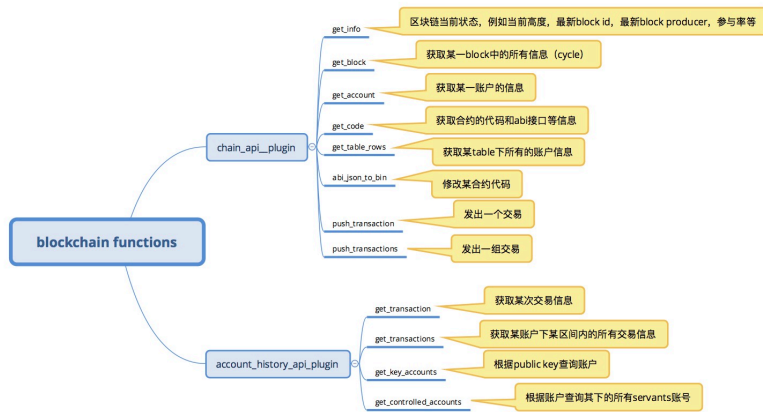 get_info
区块链当前状态，例如当前高度，最新block id，最新block producer，参与率等
get_block
获取某一block中的所有信息（cycle）
get_account
获取某一账户的信息
get_code
获取合约的代码和abi接口等信息
get_table_rows
获取某table下所有的账户信息
abi_json_to_bin
修改某合约代码
push_transaction
发出一个交易
push_transactions
发出一组交易
chain_api__plugin
blockchain functions
get_transaction
获取某次交易信息
get_transactions
获取某账户下某区间内的所有交易信息
get_key_accounts
根据public key查询账户
get_controlled_accounts
根据账户查询其下的所有servants账号
account_history_api_plugin